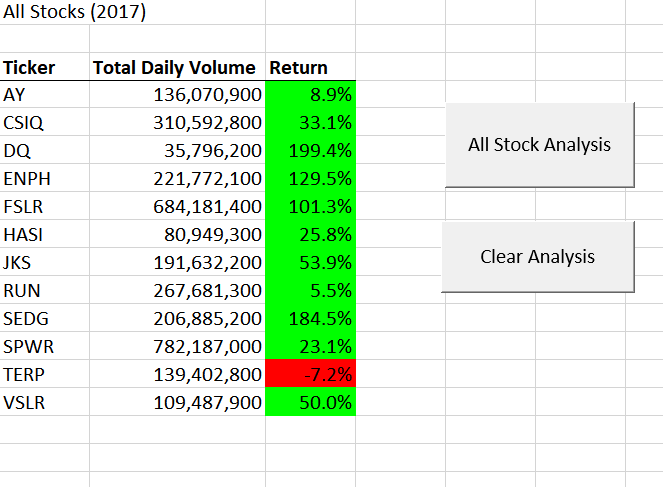 All Stocks (2017)
Ticker Total Daily Volume Return
AY 136,070,900 8.9%
CSIQ 310,592,800 33.1%
DQ 35,796,200 199.4%
ENPH 221,772,100 129.5%
FSLR 684,181,400 101.3%
HASI 80,949,300 25.8%
JKS 191,632,200 53.9%
RUN 267,681,300 5.5%
SEDG 206,885,200 184.5%
SPWR 782,187,000 23.1%
TERP 139,402,800 -7.2%
VSLR 109,487,900 50.0%
All Stock Analysis
Clear Analysis